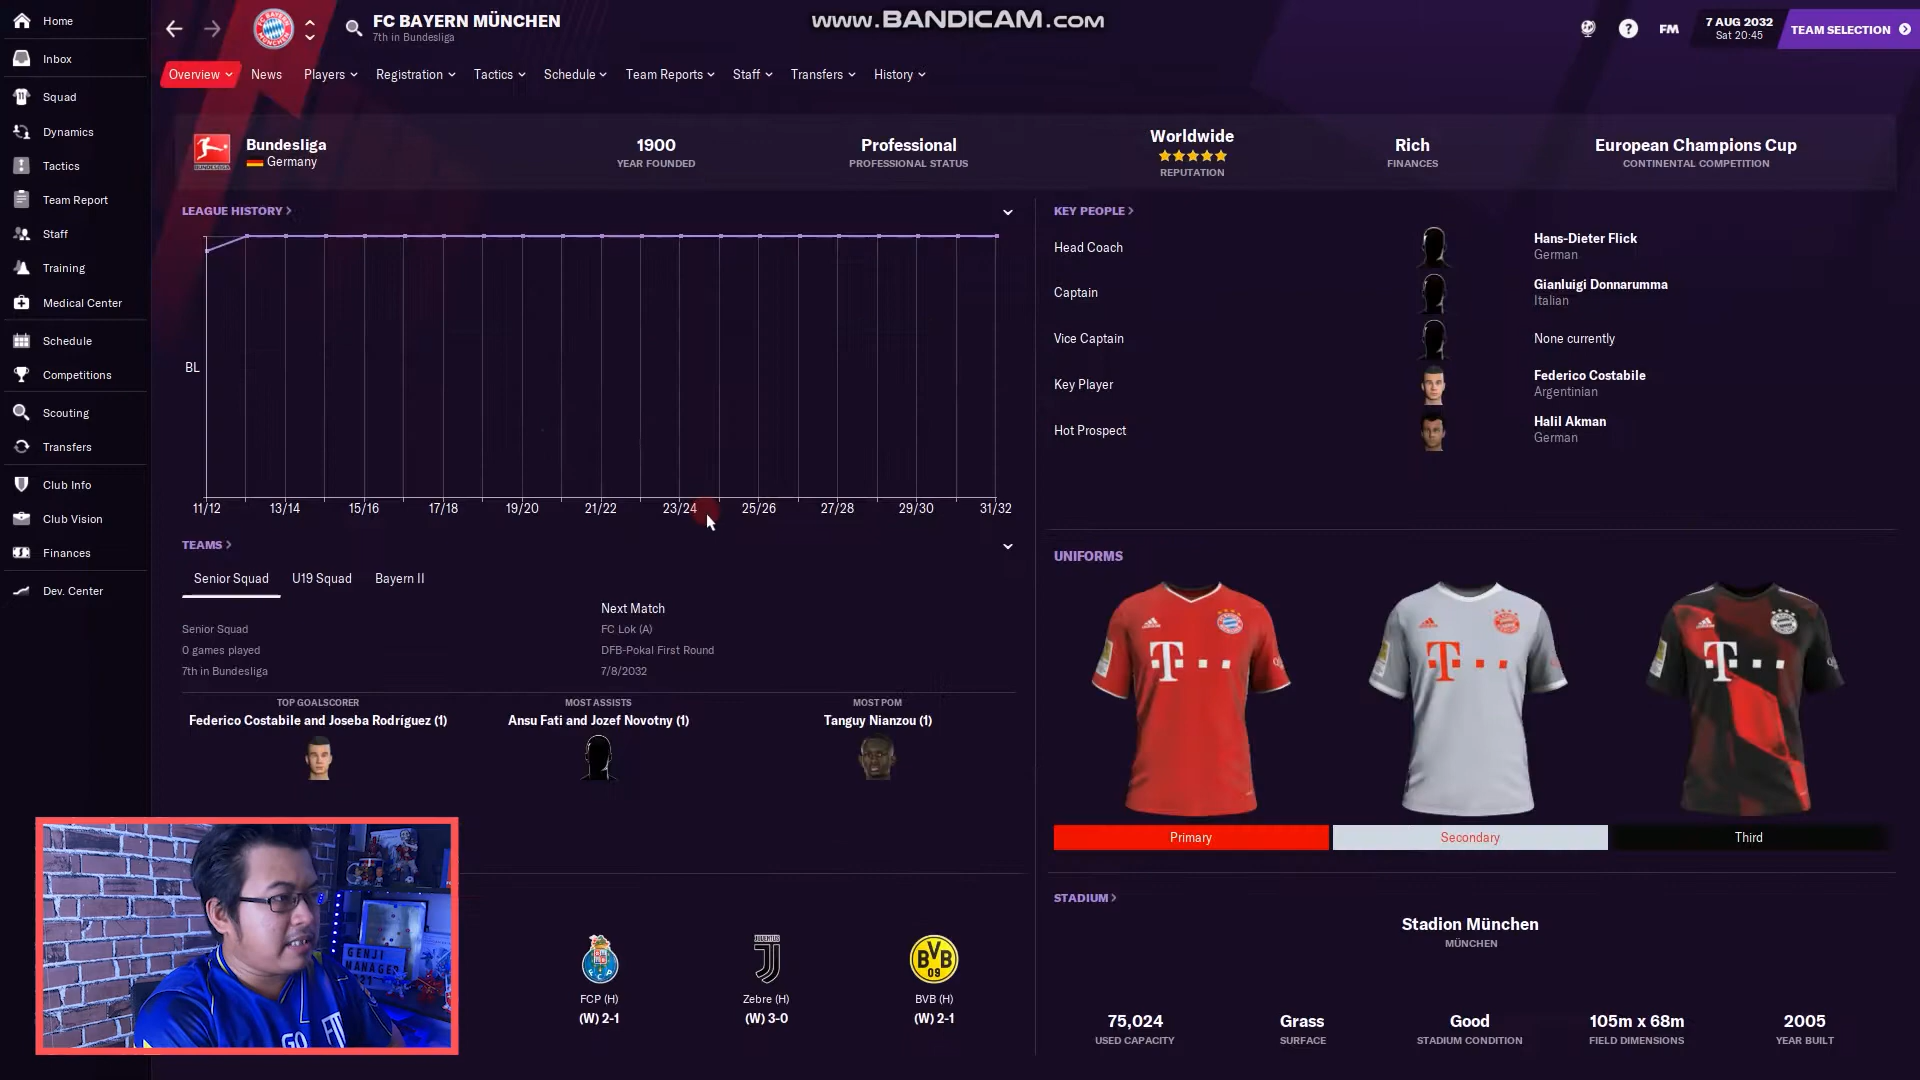 Home
Inbox
Squad
Dynamics
Tactics
Team Report
Staff
Training
Medical Center
Schedule
Competitions
Scouting
Transfers
Club Info
Club Vision
Finances
Dev. Center
FC BAYERN MÜNCHEN
7th in Bundesliga
www.BANDICAM.com
FM
7 AUG 2032
Sat 20:45
TEAM SELECTION
Overview News Players Registration Tactics Schedule Team Reports Staff Transfers History
Bundesliga
Germany
1900
YEAR FOUNDED
Professional
PROFESSIONAL STATUS
Worldwide
REPUTATION
Rich
FINANCES
European Champions Cup
CONTINENTAL COMPETITION
LEAGUE HISTORY
BL
11/12 13/14 15/16 17/18 19/20 21/22 23/24 25/26 27/28 29/30 31/32
TEAMS
Senior Squad U19 Squad Bayern II
Senior Squad
0 games played
7th in Bundesliga
Next Match
FC Lok (A)
DFB-Pokal First Round
7/8/2032
TOP GOALSCORER
Federico Costabile and Joseba Rodríguez (1)
MOST ASSISTS
Ansu Fati and Jozef Novotny (1)
MOST POM
Tanguy Nianzou (1)
FCP (H)
(W) 2-1
JUVENTUS
Zebre (H)
(W) 3-0
BVB
09
BVB (H)
(W) 2-1
GENJI
MANAGER
GO
KEY PEOPLE
Head Coach
Hans-Dieter Flick
German
Captain
Gianluigi Donnarumma
Italian
Vice Captain
None currently
Key Player
Federico Costabile
Argentinian
Hot Prospect
Halil Akman
German
UNIFORMS
Primary
Secondary
Third
STADIUM
Stadion München
MÜNCHEN
75,024
USED CAPACITY
Grass
SURFACE
Good
STADIUM CONDITION
105m x 68m
FIELD DIMENSIONS
2005
YEAR BUILT